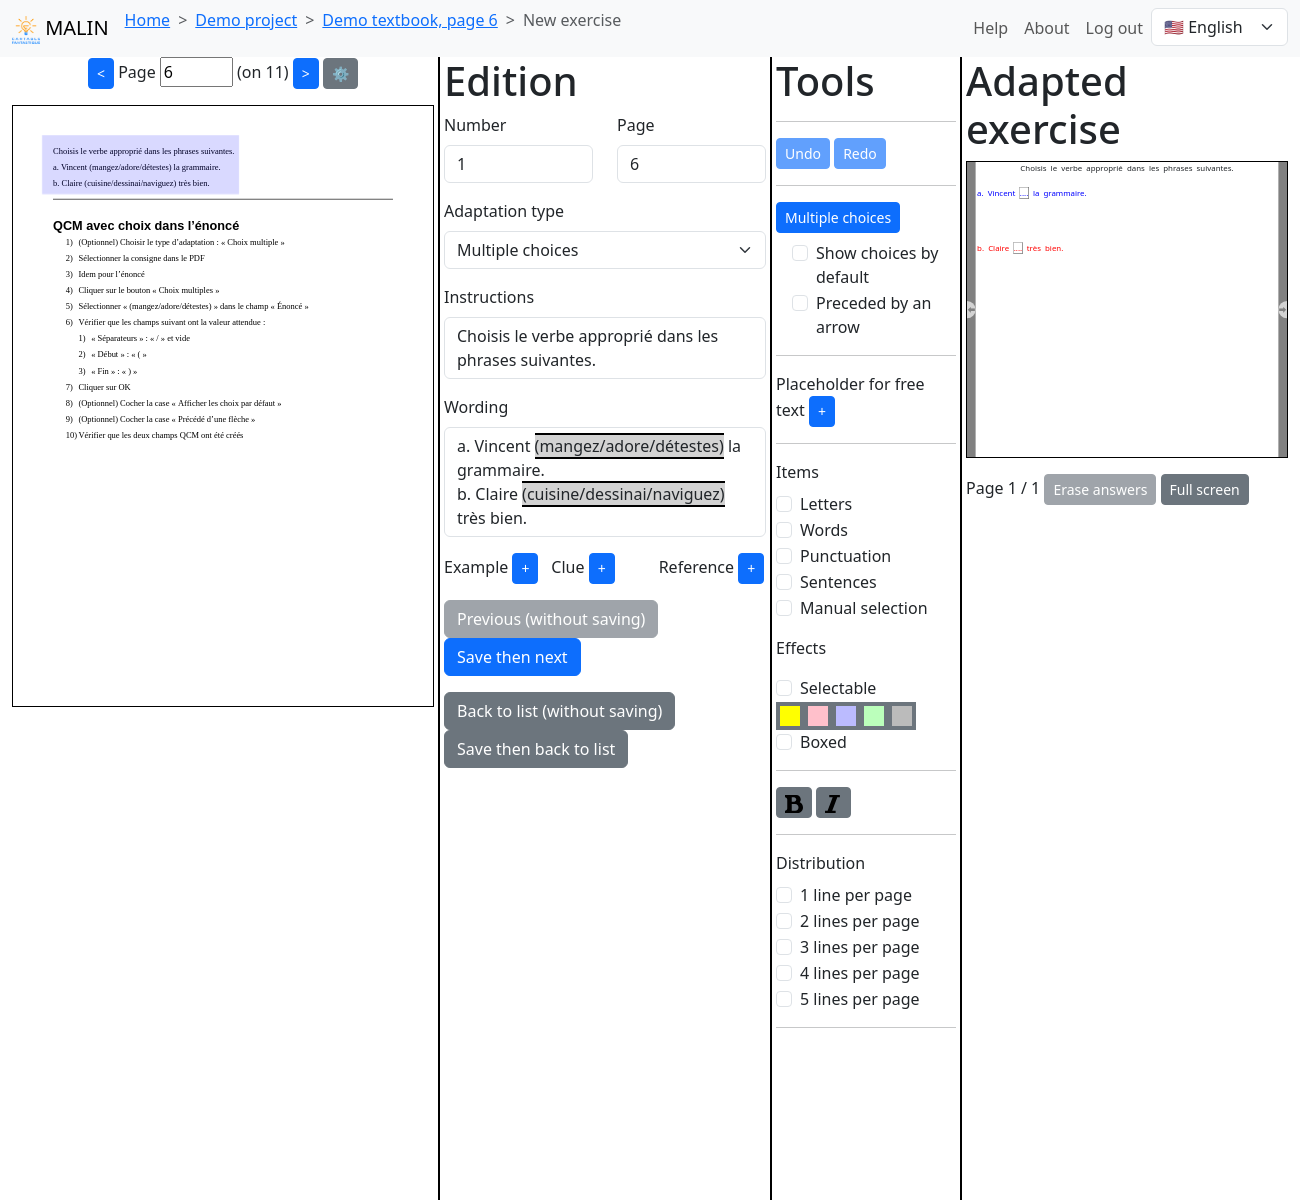 MALIN
Home > Demo project > Demo textbook, page 6 > New exercise
Help About Log out 🇺🇸 English
< Page 6 (on 11) > ⚙️
Choisis le verbe approprié dans les phrases suivantes.
a. Vincent (mangez/adore/détestes) la grammaire.
b. Claire (cuisine/dessinai/naviguez) très bien.
QCM avec choix dans l’énoncé
1) (Optionnel) Choisir le type d’adaptation : « Choix multiple »
2) Sélectionner la consigne dans le PDF
3) Idem pour l’énoncé
4) Cliquer sur le bouton « Choix multiples »
5) Sélectionner « (mangez/adore/détestes) » dans le champ « Énoncé »
6) Vérifier que les champs suivant ont la valeur attendue :
1) « Séparateurs » : « / » et vide
2) « Début » : « ( »
3) « Fin » : « ) »
7) Cliquer sur OK
8) (Optionnel) Cocher la case « Afficher les choix par défaut »
9) (Optionnel) Cocher la case « Précédé d’une flèche »
10) Vérifier que les deux champs QCM ont été créés
Edition
Number Page
1 6
Adaptation type
Multiple choices
Instructions
Choisis le verbe approprié dans les
phrases suivantes.
Wording
a. Vincent (mangez/adore/détestes) la
grammaire.
b. Claire (cuisine/dessinai/naviguez)
très bien.
Example + Clue + Reference +
Previous (without saving)
Save then next
Back to list (without saving)
Save then back to list
Tools
Undo Redo
Multiple choices
Show choices by
default
Preceded by an
arrow
Placeholder for free
text +
Items
Letters
Words
Punctuation
Sentences
Manual selection
Effects
Selectable
Boxed
B I
Distribution
1 line per page
2 lines per page
3 lines per page
4 lines per page
5 lines per page
Adapted
exercise
Choisis le verbe approprié dans les phrases suivantes.
a. Vincent .... la grammaire.
b. Claire .... très bien.
Page 1 / 1 Erase answers Full screen